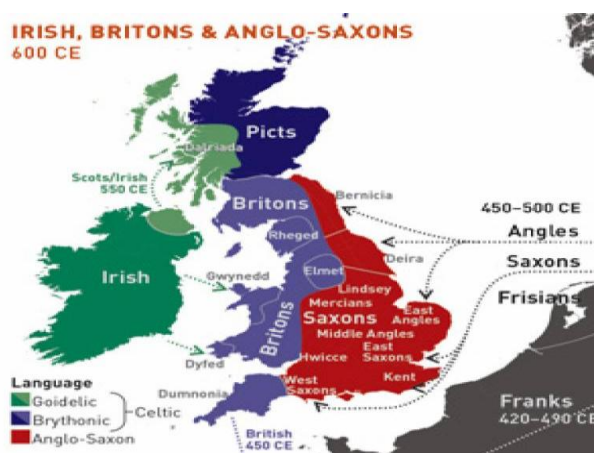 IRISH, BRITONS & ANGLO-SAXONS
600 CE
Picts
Dalriada
Scots/Irish
550 CE
Britons
Bernicia
450–500 CE
Angles
Rheged
Deira
Saxons
Irish
Gwynedd
Elmet
Lindsey
Frisians
Mercians
Saxons
East
Angles
Britons
Middle Angles
East
Saxons
Hwicce
Dyfed
Kent
West
Saxons
Language
Goidelic
Brythonic
Celtic
Anglo-Saxon
Dumnonia
British
450 CE
Franks
420–490 CE